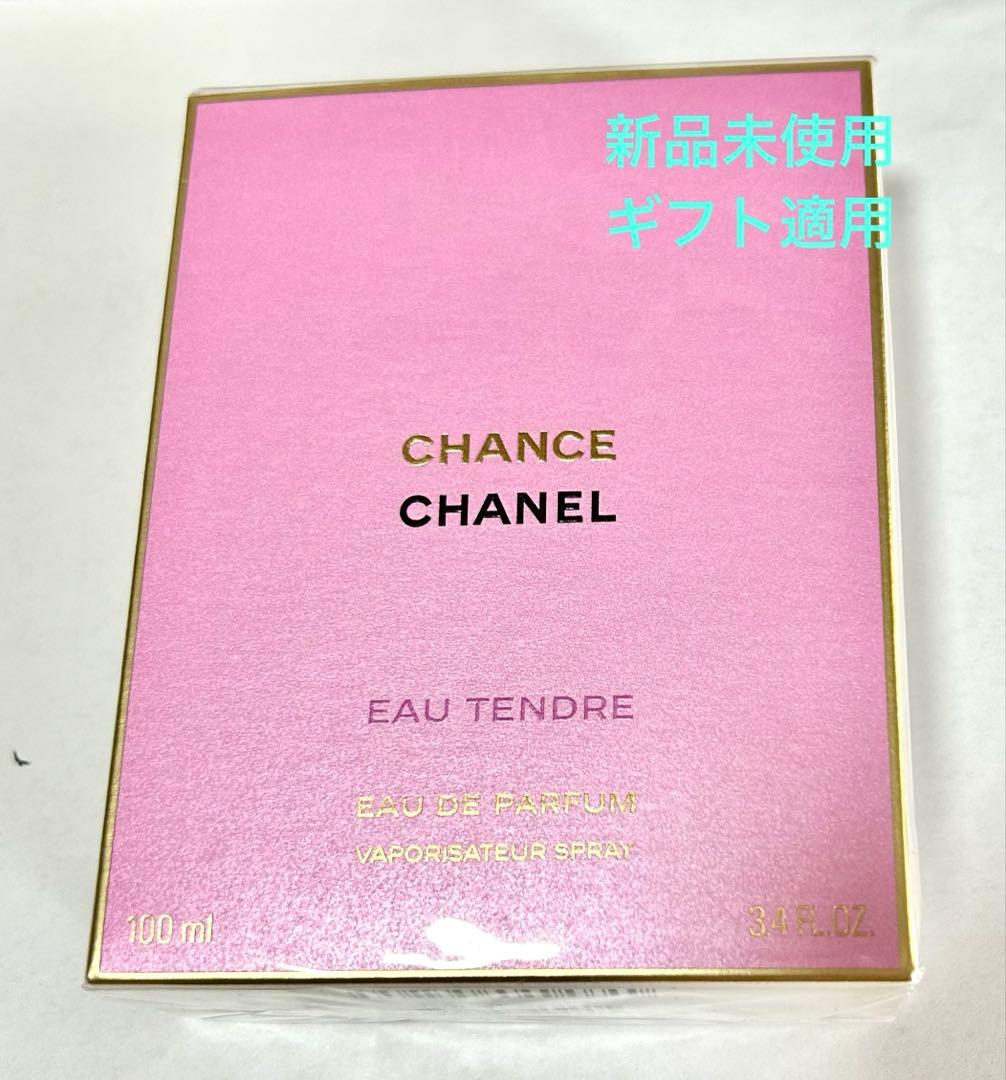 新品未使用
ギフト適用
CHANCE
CHANEL
EAU TENDRE
EAU DE PARFUM
VAPORISATEUR SPRAY
100 ml
3.4 FL.OZ.